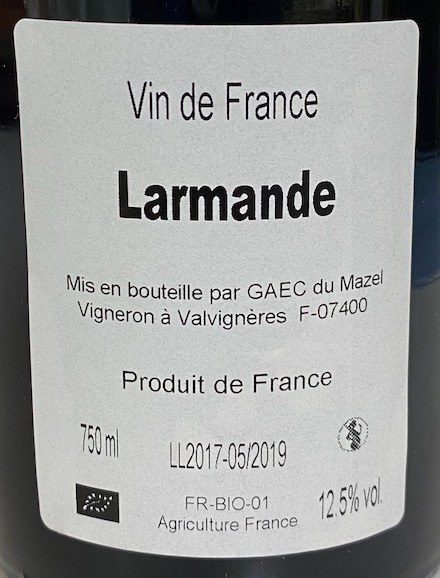 Vin de France
Larmande
Mis en bouteille par GAEC du Mazel
Vigneron à Valvignères F-07400
Produit de France
750 ml
LL2017-05/2019
FR-BIO-01
Agriculture France
12.5% vol.